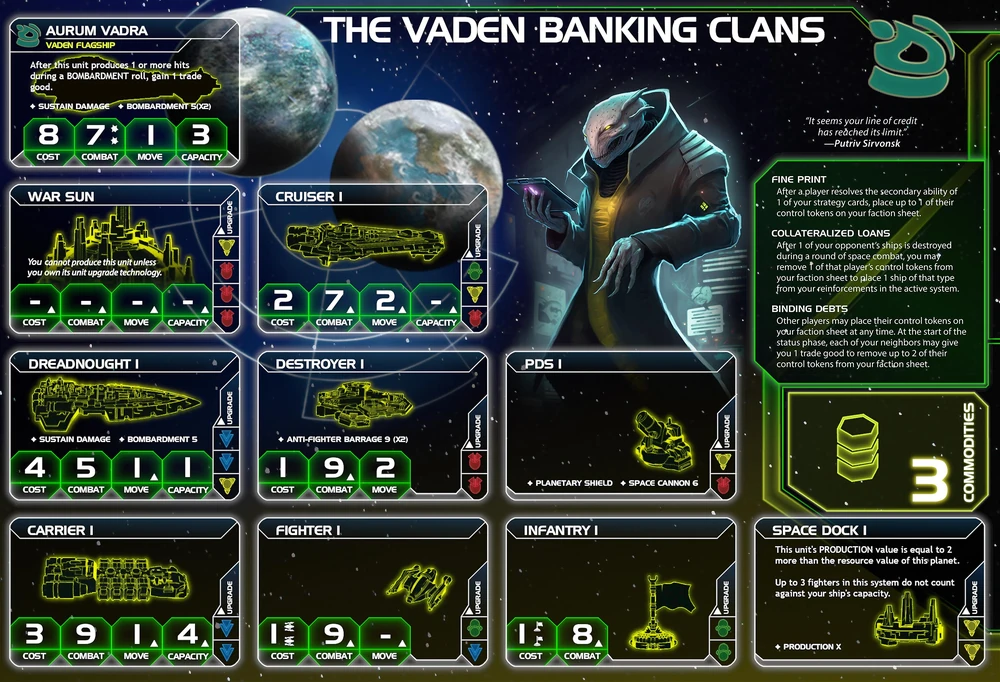 THE VADEN BANKING CLANS
AURUM VADRA
VADEN FLAGSHIP
After this unit produces 1 or more hits
during a BOMBARDMENT roll, gain 1 trade
good.
SUSTAIN DAMAGE BOMBARDMENT 5(X2)
8 7 1 3
COST COMBAT MOVE CAPACITY
"It seems your line of credit
has reached its limit."
—Putriv Sirvonsk
FINE PRINT
After a player resolves the secondary ability of
1 of your strategy cards, place up to 1 of their
control tokens on your faction sheet.
COLLATERALIZED LOANS
After 1 of your opponent's ships is destroyed
during a round of space combat, you may
remove 1 of that player's control tokens from
your faction sheet to place 1 ship of that type
from your reinforcements in the active system.
BINDING DEBTS
Other players may place their control tokens on
your faction sheet at any time. At the start of the
status phase, each of your neighbors may give
you 1 trade good to remove up to 2 of their
control tokens from your faction sheet.
WAR SUN
You cannot produce this unit unless
you own its unit upgrade technology.
UPGRADE
- - - -
COST COMBAT MOVE CAPACITY
CRUISER I
UPGRADE
2 7 2 -
COST COMBAT MOVE CAPACITY
DREADNOUGHT I
UPGRADE
SUSTAIN DAMAGE BOMBARDMENT 5
4 5 1 1
COST COMBAT MOVE CAPACITY
DESTROYER I
UPGRADE
ANTI-FIGHTER BARRAGE 9 (X2)
1 9 2
COST COMBAT MOVE
PDS I
UPGRADE
PLANETARY SHIELD SPACE CANNON 6
3
COMMODITIES
CARRIER I
UPGRADE
3 9 1 4
COST COMBAT MOVE CAPACITY
FIGHTER I
UPGRADE
1 9 -
COST COMBAT MOVE
INFANTRY I
UPGRADE
1 8
COST COMBAT
SPACE DOCK I
This unit's PRODUCTION value is equal to 2
more than the resource value of this planet.
Up to 3 fighters in this system do not count
against your ship's capacity.
UPGRADE
PRODUCTION X